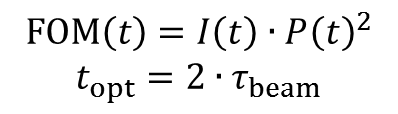 FOM(t) = I(t) · P(t)²
t_opt = 2 · τ_beam